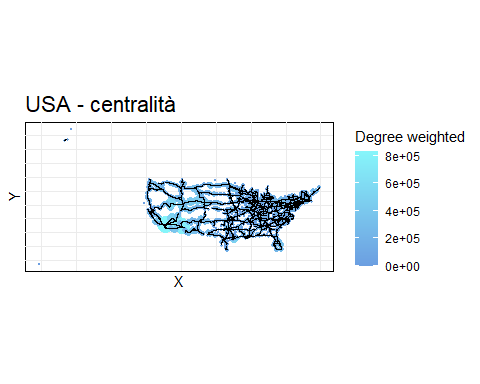 USA - centralità
Degree weighted
8e+05
6e+05
4e+05
2e+05
0e+00
Y
X